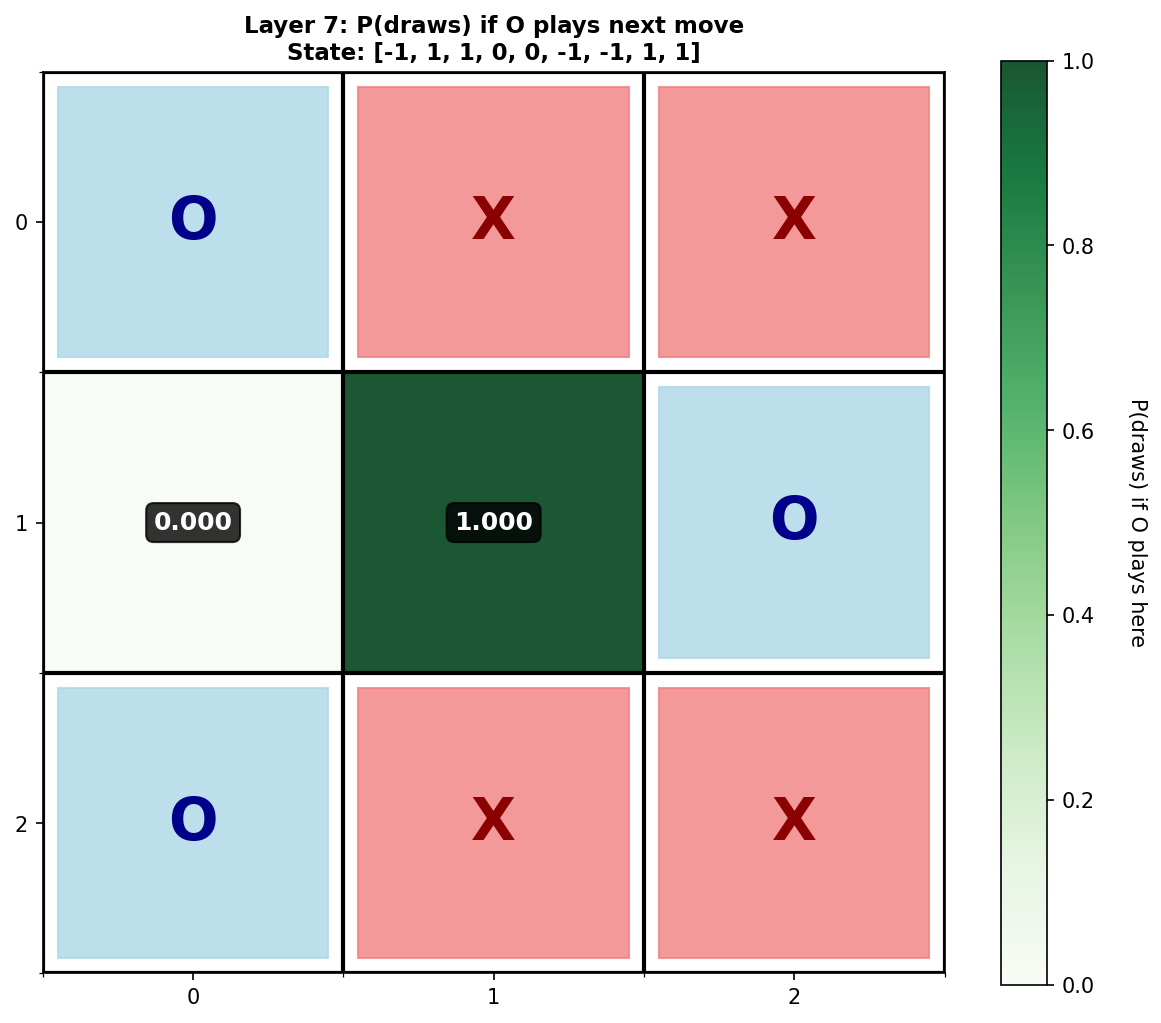 Layer 7: P(draws) if O plays next move
State: [-1, 1, 1, 0, 0, -1, -1, 1, 1]
O X X
0.000 1.000 O
O X X
0
1
2
0 1 2
1.0
0.8
0.6
0.4
0.2
0.0
P(draws) if O plays here